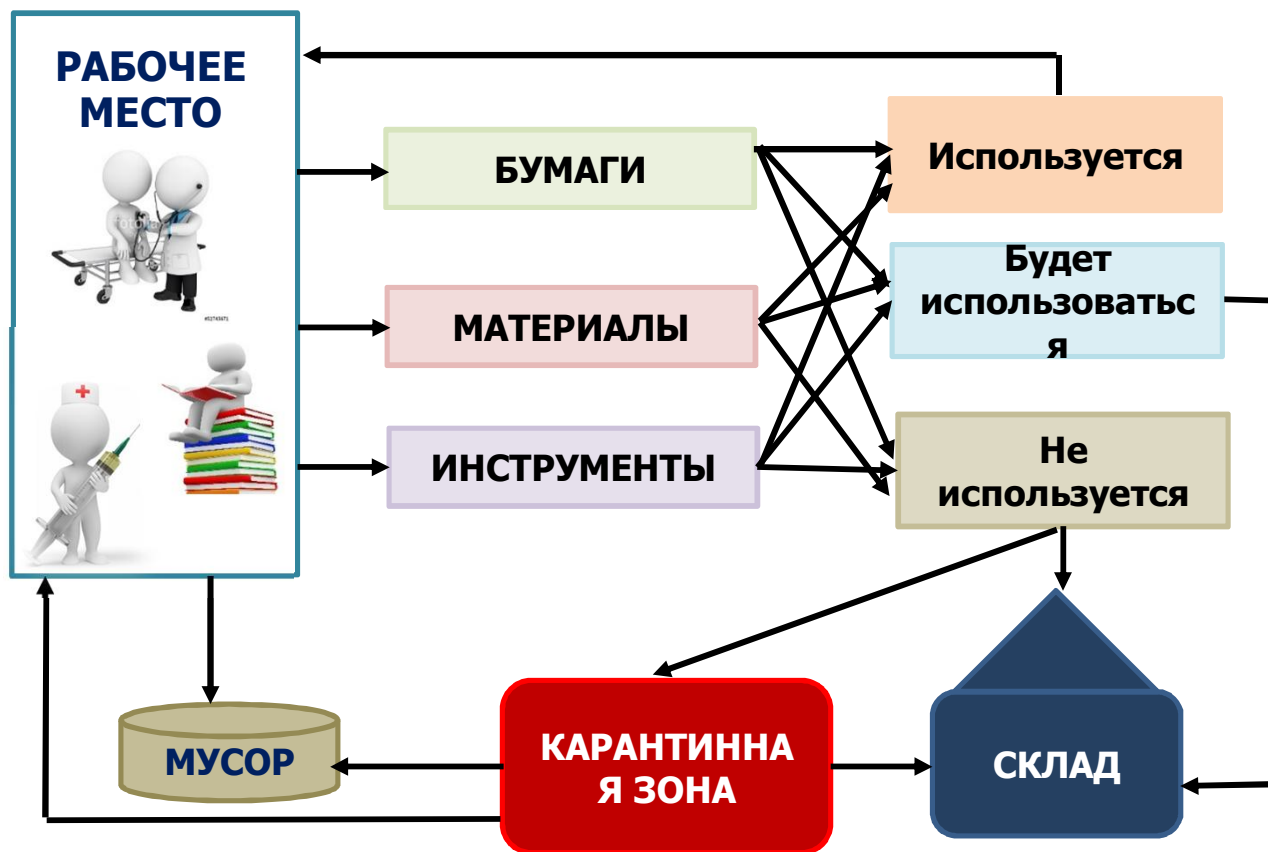 РАБОЧЕЕ
МЕСТО
БУМАГИ
МАТЕРИАЛЫ
ИНСТРУМЕНТЫ
Используется
Будет
использоватьс
я
Не
используется
МУСОР
КАРАНТИННА
Я ЗОНА
СКЛАД